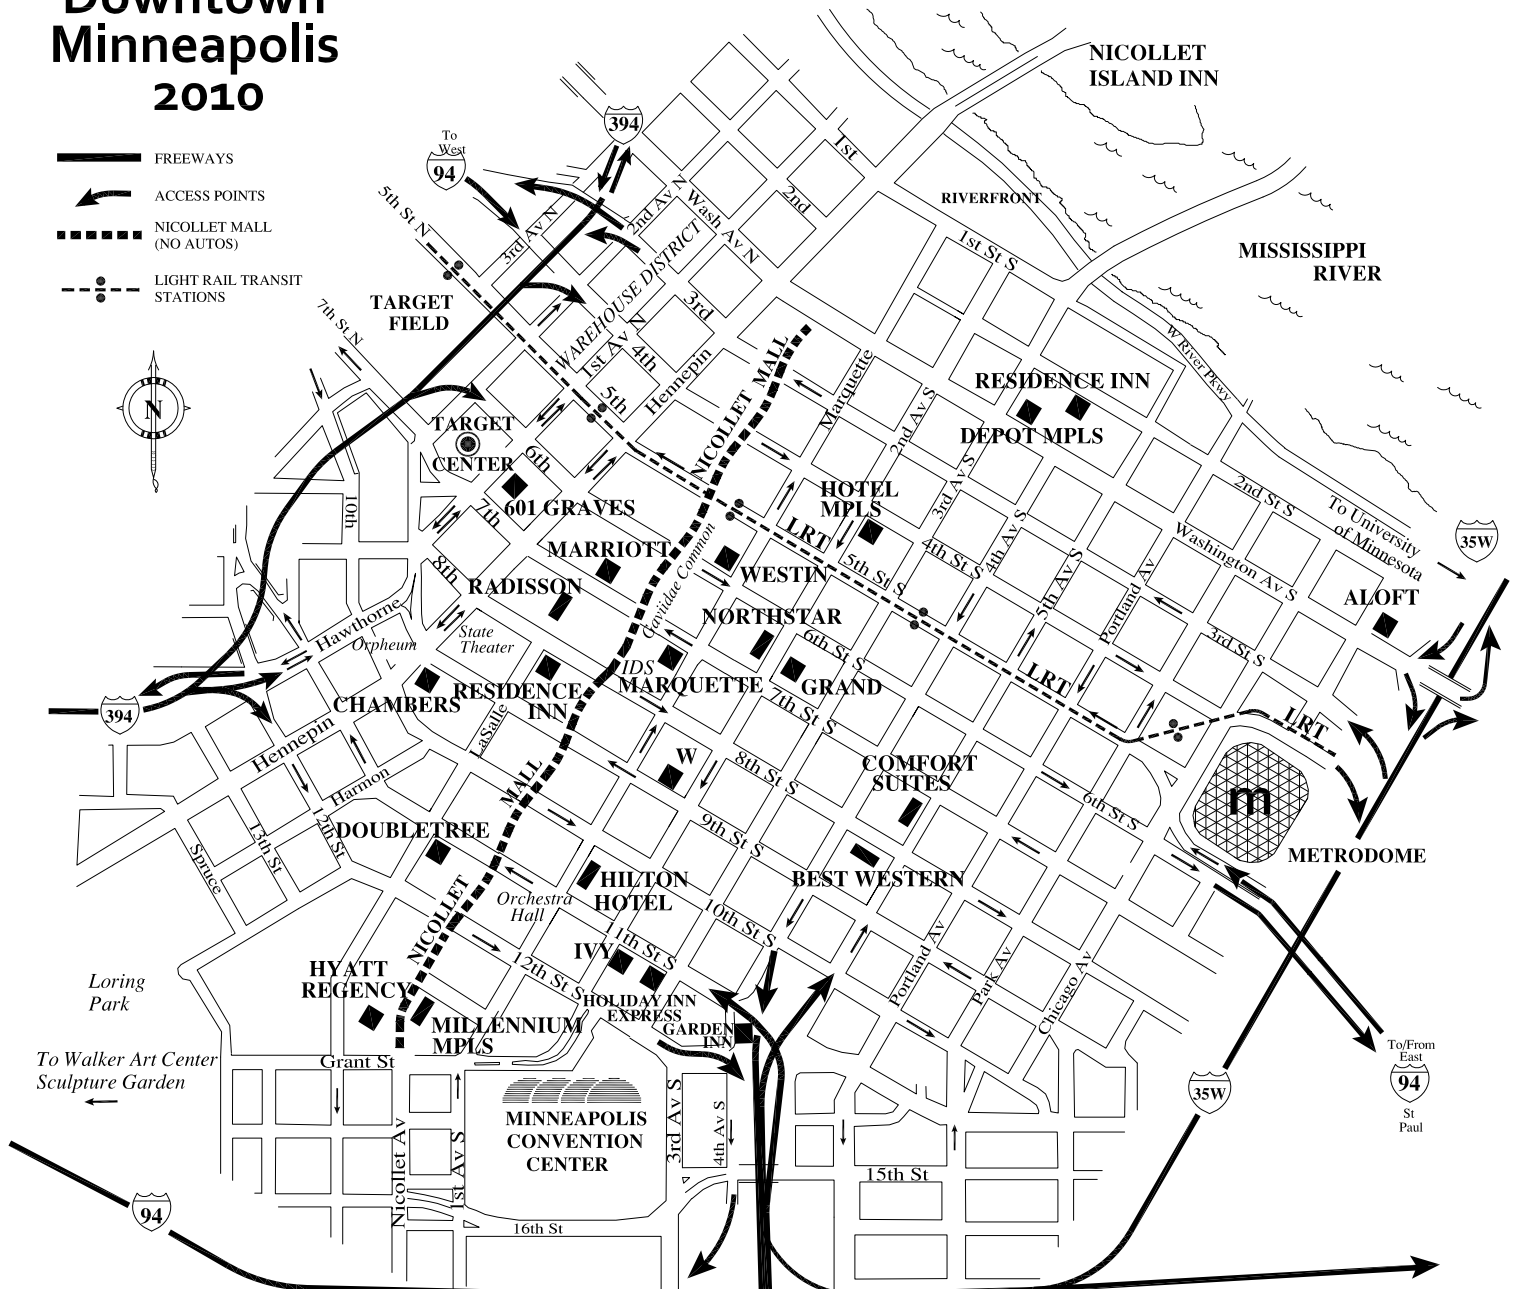 Downtown
Minneapolis
2010
FREEWAYS
ACCESS POINTS
NICOLLET MALL
(NO AUTOS)
LIGHT RAIL TRANSIT
STATIONS
N
To
West
94
394
NICOLLET
ISLAND INN
RIVERFRONT
MISSISSIPPI
RIVER
1st
2nd
Wash Av N
2nd Av N
3rd Av N
5th St N
7th St N
WAREHOUSE DISTRICT
1st Av N
3rd
4th
5th
6th
7th
8th
10th
Hennepin
TARGET
FIELD
TARGET
CENTER
601 GRAVES
MARRIOTT
RADISSON
NICOLLET MALL
Marquette
1st St S
2nd Av S
3rd Av S
4th Av S
5th Av S
Portland Av
W River Pkwy
RESIDENCE INN
DEPOT MPLS
HOTEL
MPLS
LRT
4th St S
5th St S
2nd St S
Washington Av S
3rd St S
To University
of Minnesota
35W
ALOFT
WESTIN
NORTHSTAR
6th St S
GRAND
Gaviidae Common
IDS
MARQUETTE
7th St S
LRT
LRT
Hawthorne
Orpheum
State
Theater
CHAMBERS
RESIDENCE
INN
LaSalle
394
Hennepin
Harmon
12th St
13th St
Spruce
W
8th St S
COMFORT
SUITES
6th St S
m
METRODOME
MALL
DOUBLETREE
9th St S
BEST WESTERN
HILTON
HOTEL
Orchestra
Hall
10th St S
NICOLLET
IVY
11th St S
12th St S
HOLIDAY INN
EXPRESS
GARDEN
INN
Portland Av
Park Av
Chicago Av
Loring
Park
HYATT
REGENCY
MILLENNIUM
MPLS
To Walker Art Center
Sculpture Garden
Grant St
MINNEAPOLIS
CONVENTION
CENTER
Nicollet Av
1st Av S
3rd Av S
4th Av S
15th St
16th St
35W
To/From
East
94
St
Paul
94